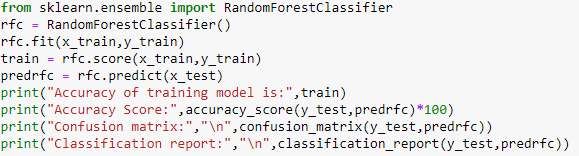 from sklearn.ensemble import RandomForestClassifier
rfc = RandomForestClassifier()
rfc.fit(x_train,y_train)
train = rfc.score(x_train,y_train)
predrfc = rfc.predict(x_test)
print("Accuracy of training model is:",train)
print("Accuracy Score:",accuracy_score(y_test,predrfc)*100)
print("Confusion matrix:","\n",confusion_matrix(y_test,predrfc))
print("Classification report:","\n",classification_report(y_test,predrfc))